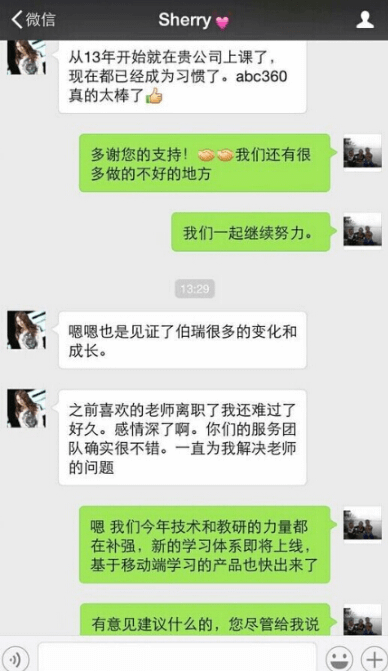 微信
Sherry
从13年开始就在贵公司上课了，
现在都已经成为习惯了。abc360
真的太棒了👍
多谢您的支持！🤝🤝我们还有很
多做的不好的地方
我们一起继续努力。
13:29
嗯嗯也是见证了伯瑞很多的变化和
成长。
之前喜欢的老师离职了我还难过了
好久。感情深了啊。你们的服务团
队确实很不错。一直为我解决老师
的问题
嗯 我们今年技术和教研的力量都
在补强，新的学习体系即将上线，
基于移动端学习的产品也快出来了
有意见建议什么的，您尽管给我说